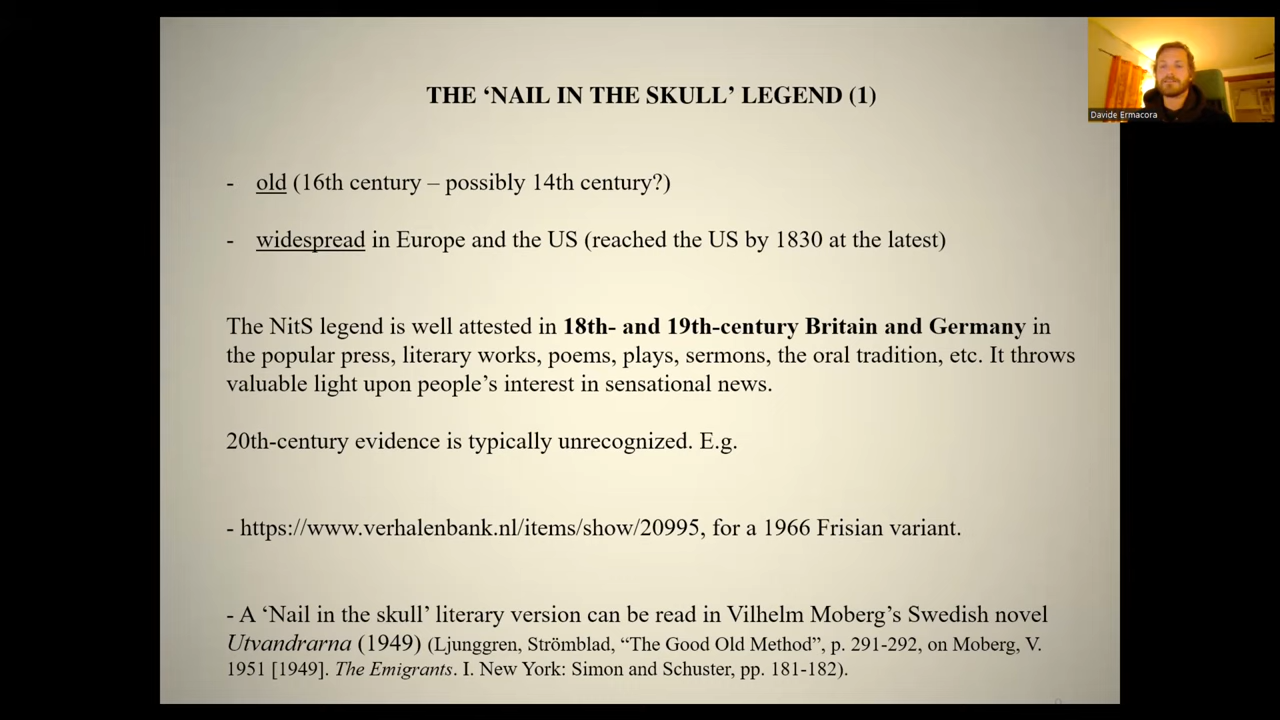 THE ‘NAIL IN THE SKULL’ LEGEND (1)
Davide Ermacora
- old (16th century – possibly 14th century?)
- widespread in Europe and the US (reached the US by 1830 at the latest)
The NitS legend is well attested in 18th- and 19th-century Britain and Germany in
the popular press, literary works, poems, plays, sermons, the oral tradition, etc. It throws
valuable light upon people’s interest in sensational news.
20th-century evidence is typically unrecognized. E.g.
- https://www.verhalenbank.nl/items/show/20995, for a 1966 Frisian variant.
- A ‘Nail in the skull’ literary version can be read in Vilhelm Moberg’s Swedish novel
Utvandrarna (1949) (Ljunggren, Strömblad, “The Good Old Method”, p. 291-292, on Moberg, V.
1951 [1949]. The Emigrants. I. New York: Simon and Schuster, pp. 181-182).